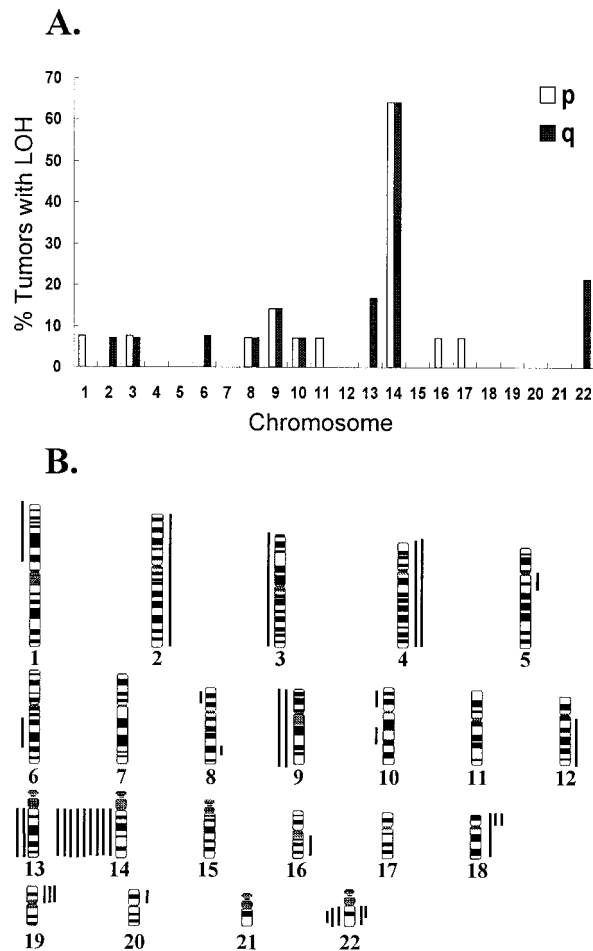 A.
70
60
50
40
30
20
10
0
% Tumors with LOH
p
q
1 2 3 4 5 6 7 8 9 10 11 12 13 14 15 16 17 18 19 20 21 22
Chromosome
B.
1 2 3 4 5
6 7 8 9 10 11 12
13 14 15 16 17 18
19 20 21 22